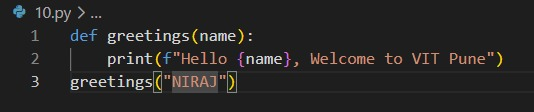 10.py > ...
1 def greetings(name):
2     print(f"Hello {name}, Welcome to VIT Pune")
3 greetings("NIRAJ")